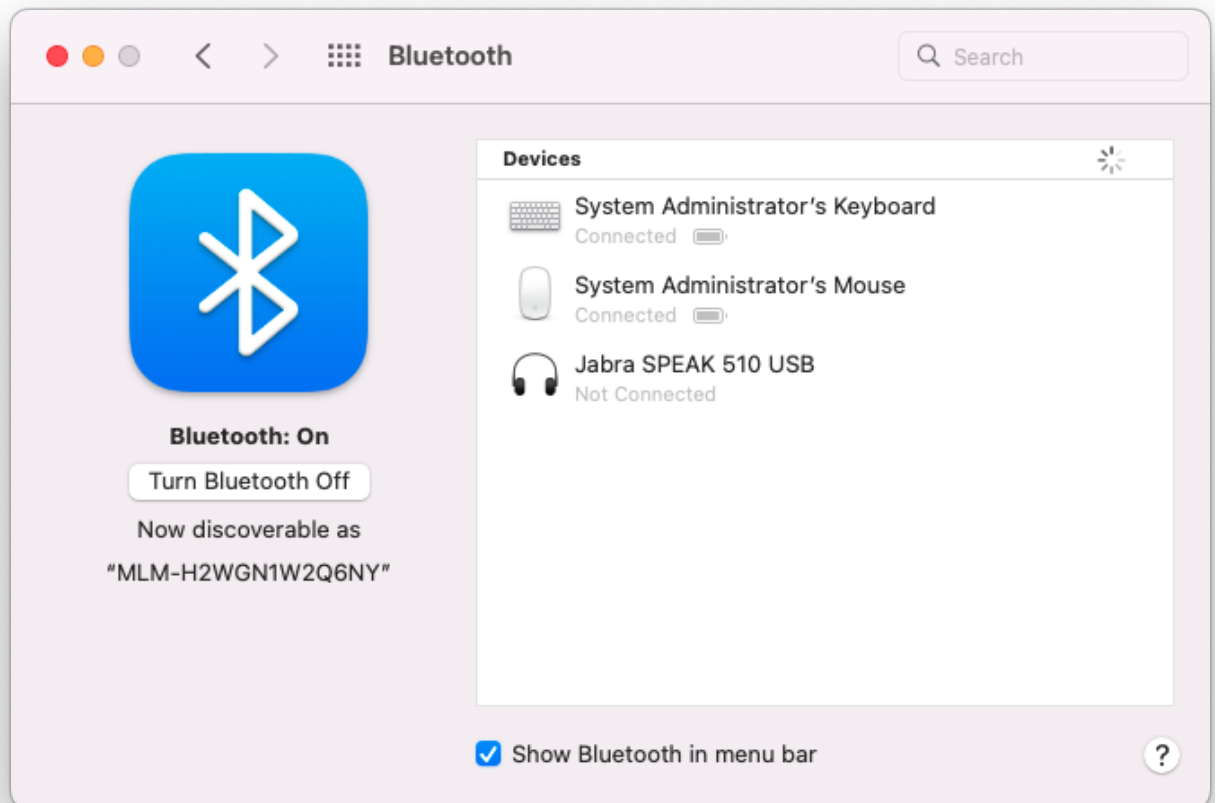 Bluetooth
Search
Devices
System Administrator’s Keyboard
Connected
System Administrator’s Mouse
Connected
Jabra SPEAK 510 USB
Not Connected
Bluetooth: On
Turn Bluetooth Off
Now discoverable as
“MLM-H2WGN1W2Q6NY”
Show Bluetooth in menu bar
?